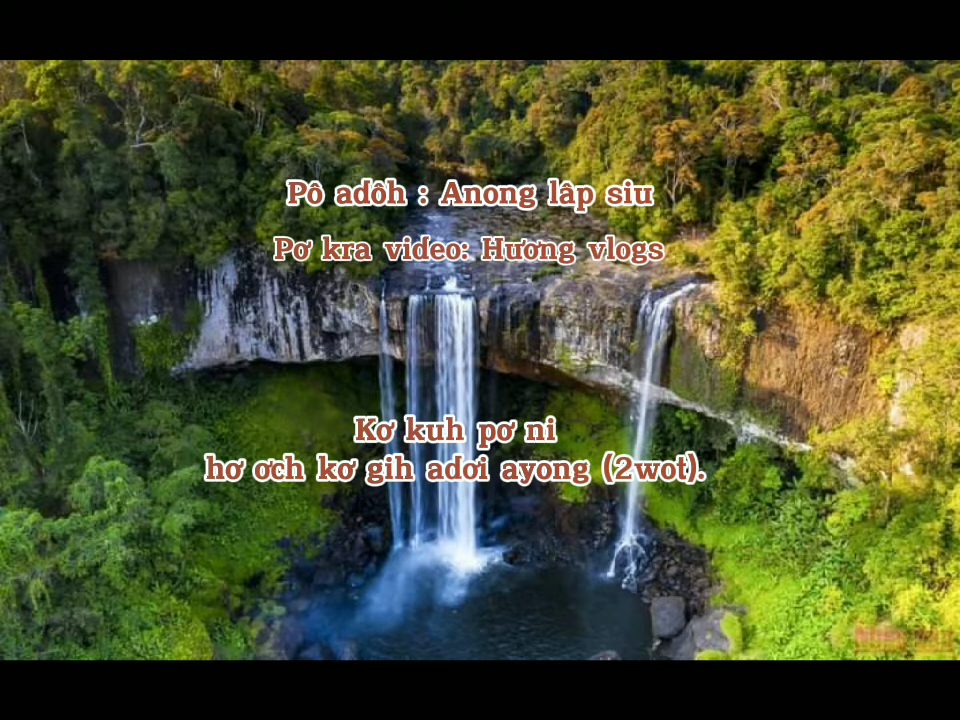 Pô adôh : Anong lâp siu
Pơ kra video: Hương vlogs
Kơ kuh pơ ni
hơ ơch kơ gih adơi ayong (2wot).